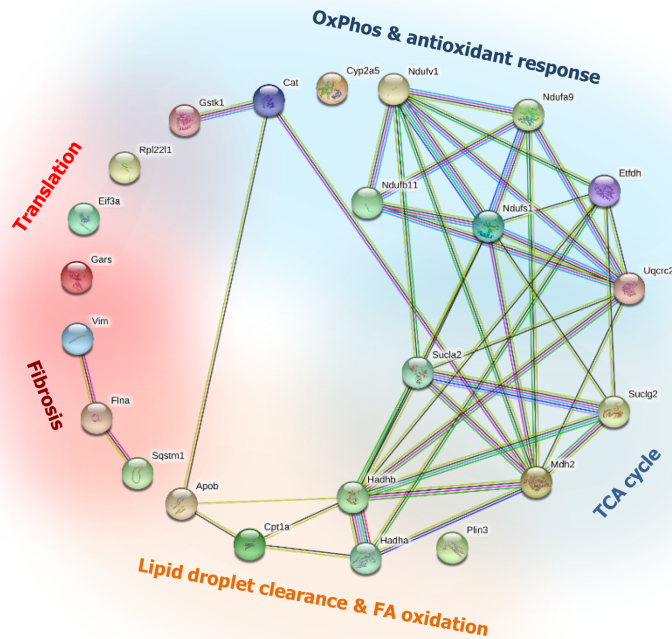 OxPhos & antioxidant response
Cyp2a5
Ndufv1
Cat
Ndufa9
Gstk1
Rpl22l1
Translation
Etfdh
Ndufb11
Ndufs1
Eif3a
Gars
Uqcrc2
Vim
Sucla2
Fibrosis
Flna
Suclg2
Sqstm1
Mdh2
TCA cycle
Apob
Hadhb
Cpt1a
Plin3
Hadha
Lipid droplet clearance & FA oxidation